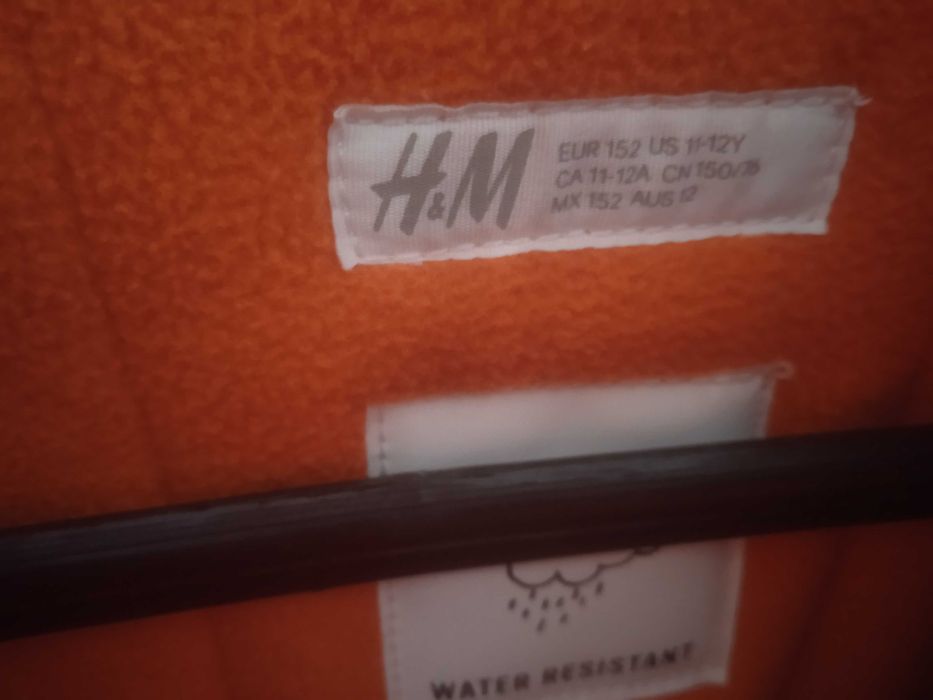 H&M
EUR 152 US 11-12Y
CA 11-12A CN 150/76
MX 152 AUS 12
WATER RESISTANT